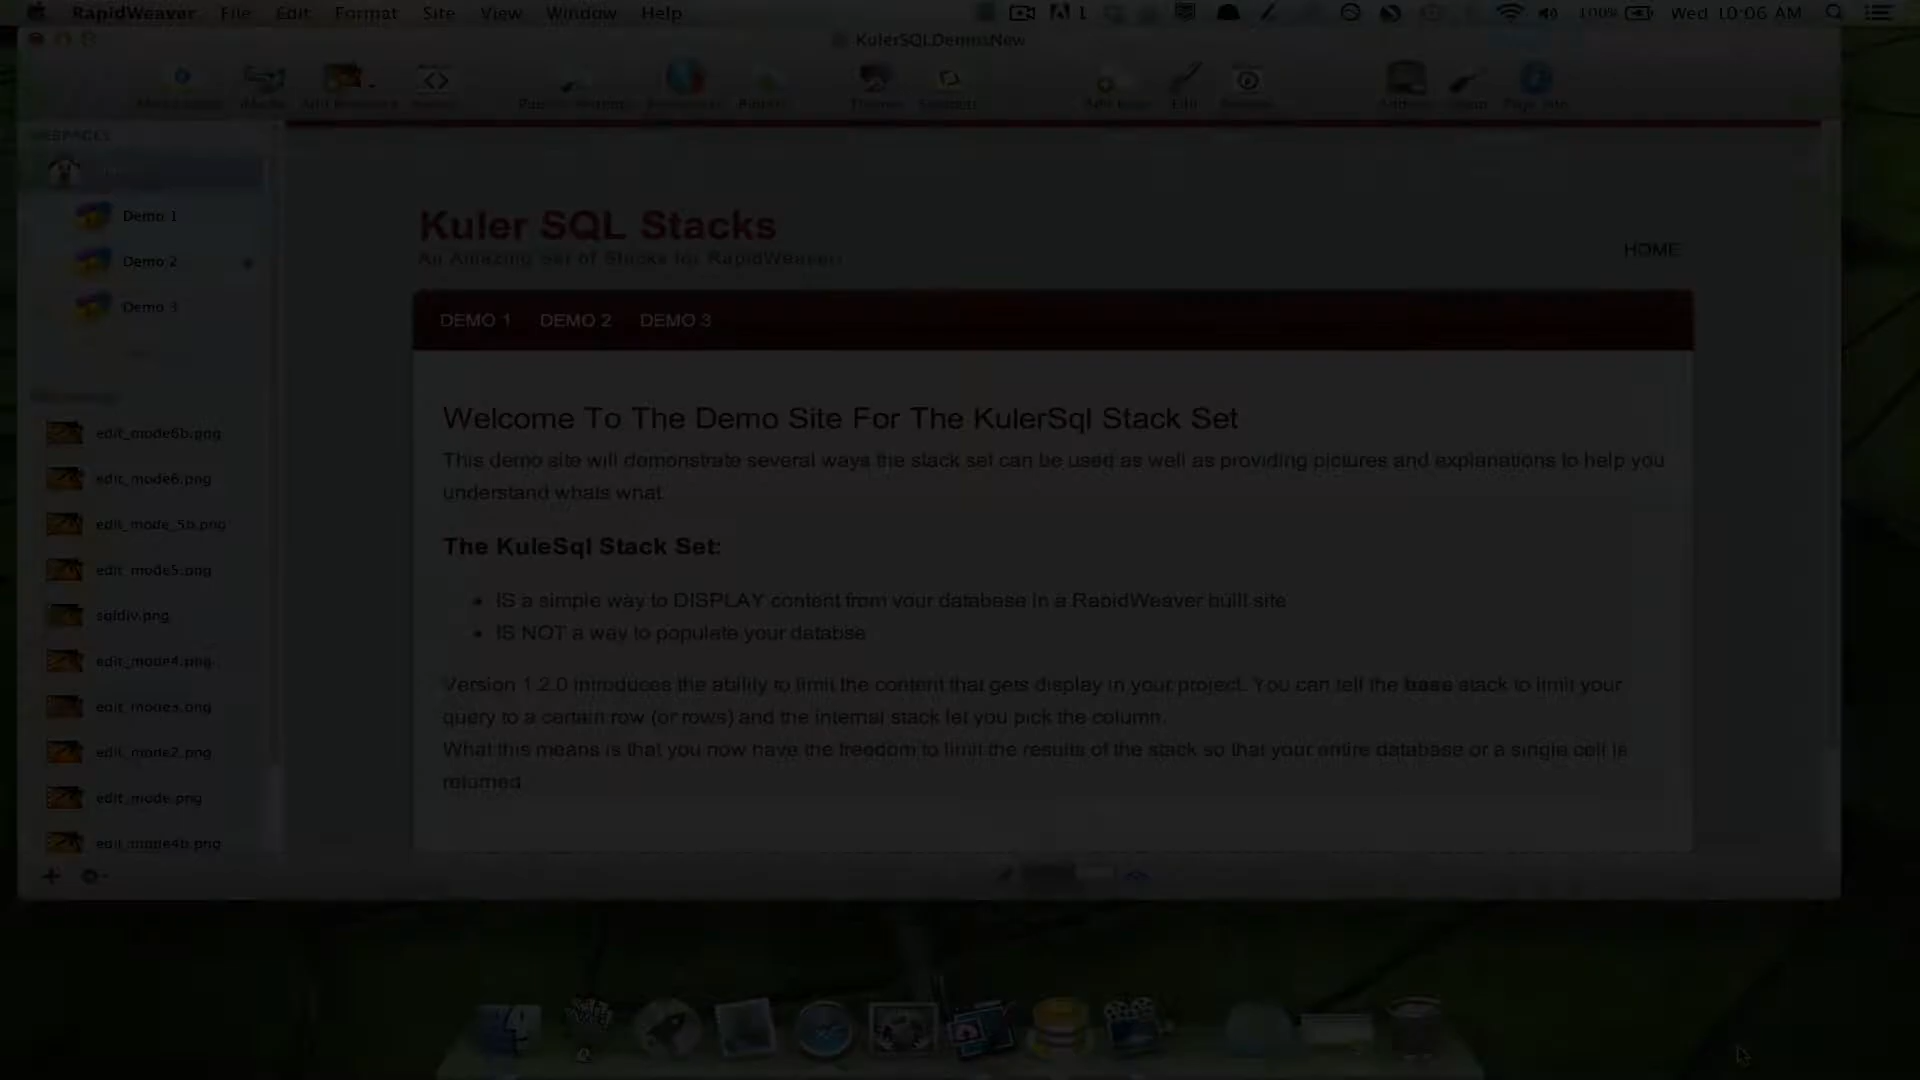 RapidWeaver File Edit Format Site View Window Help
1 100% Wed 10:06 AM
Demo 1
Demo 2
Demo 3
edit_mode6b.png
edit_mode6.png
edit_mode_5b.png
edit_mode5.png
sqldiv.png
edit_mode4.png
edit_mode3.png
edit_mode2.png
edit_mode.png
edit_mode4b.png
Kuler SQL Stacks
An Amazing Set of Stacks for RapidWeaver
HOME
DEMO 1 DEMO 2 DEMO 3
Welcome To The Demo Site For The KulerSql Stack Set
This demo site will demonstrate several ways the stack set can be used as well as providing pictures and explanations to help you
understand whats what.
The KuleSql Stack Set:
IS a simple way to DISPLAY content from your database in a RapidWeaver built site
IS NOT a way to populate your databse
Version 1.2.0 introduces the ability to limit the content that gets display in your project. You can tell the base stack to limit your
query to a certain row (or rows) and the internal stack let you pick the column.
What this means is that you now have the freedom to limit the results of the stack so that your entire database or a single cell is
returned